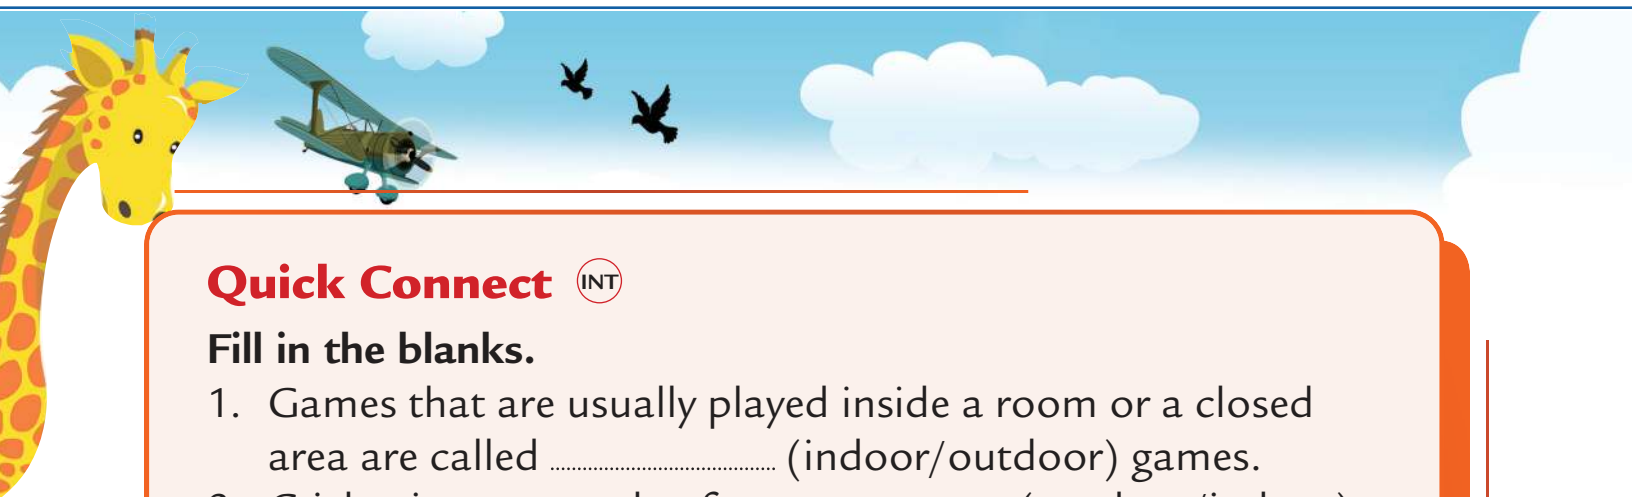 Quick Connect INT
Fill in the blanks.
1. Games that are usually played inside a room or a closed
area are called ............................................. (indoor/outdoor) games.